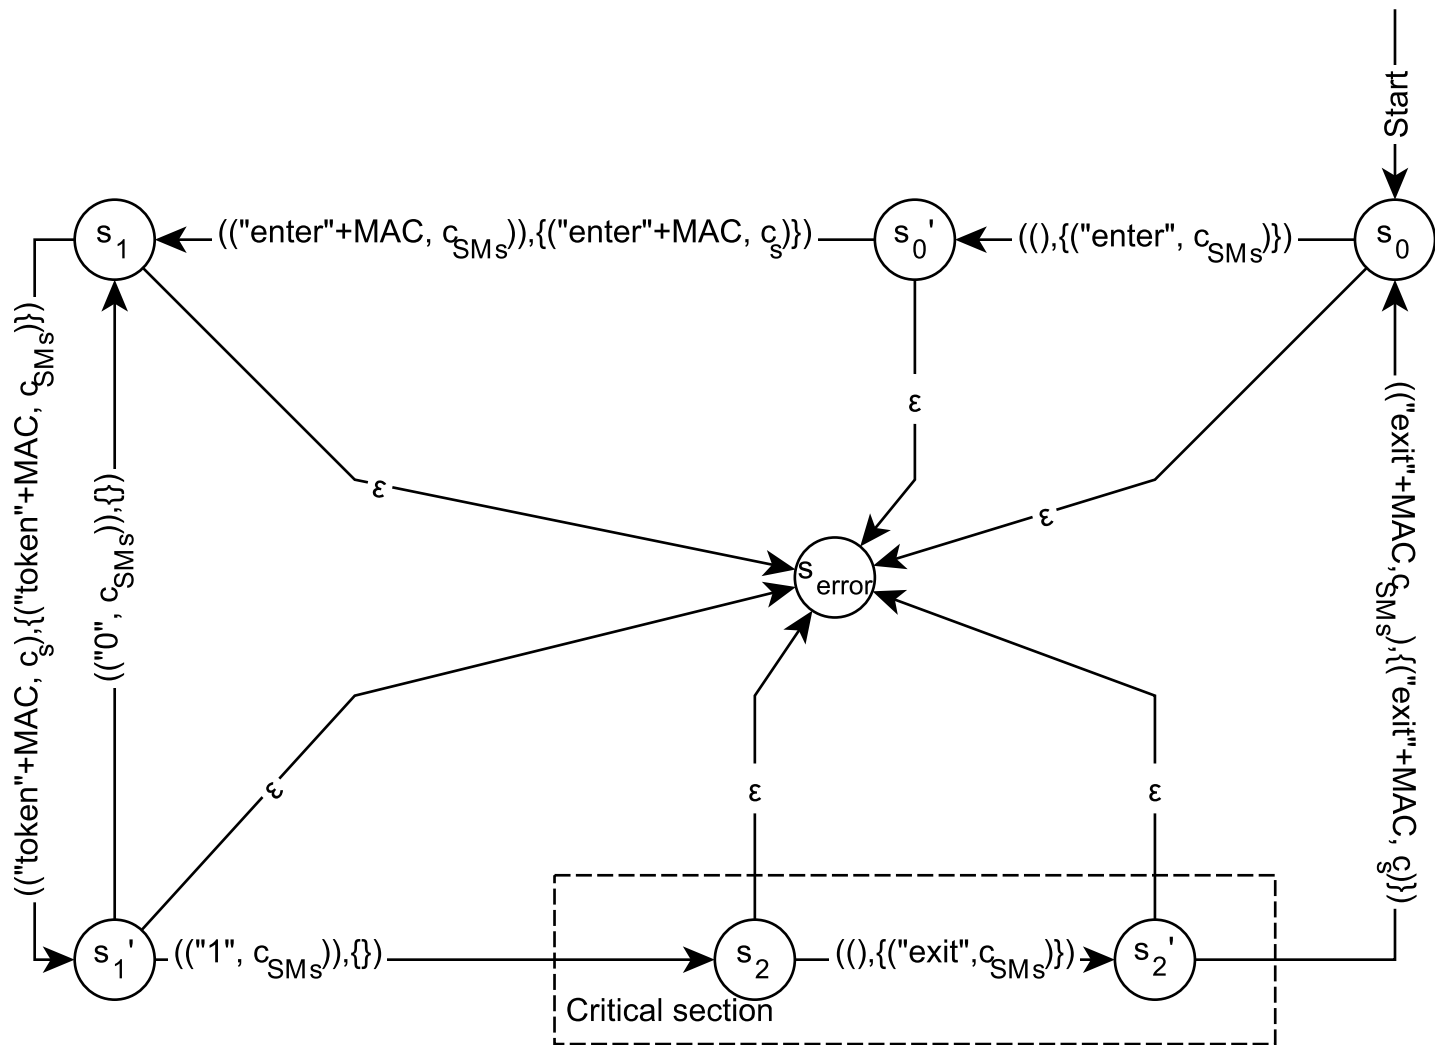 Start
s1
(("enter"+MAC, cSMs)),{("enter"+MAC, cs)})
s0'
((),{("enter", cSMs)})
s0
(("token"+MAC, cs),{("token"+MAC, cSMs)})
(("0", cSMs)),{})
ε
ε
ε
(("exit"+MAC,cSMs),{("exit"+MAC, cs)})
serror
ε
ε
ε
s1'
(("1", cSMs)),{})
s2
((),{("exit",cSMs)})
s2'
Critical section